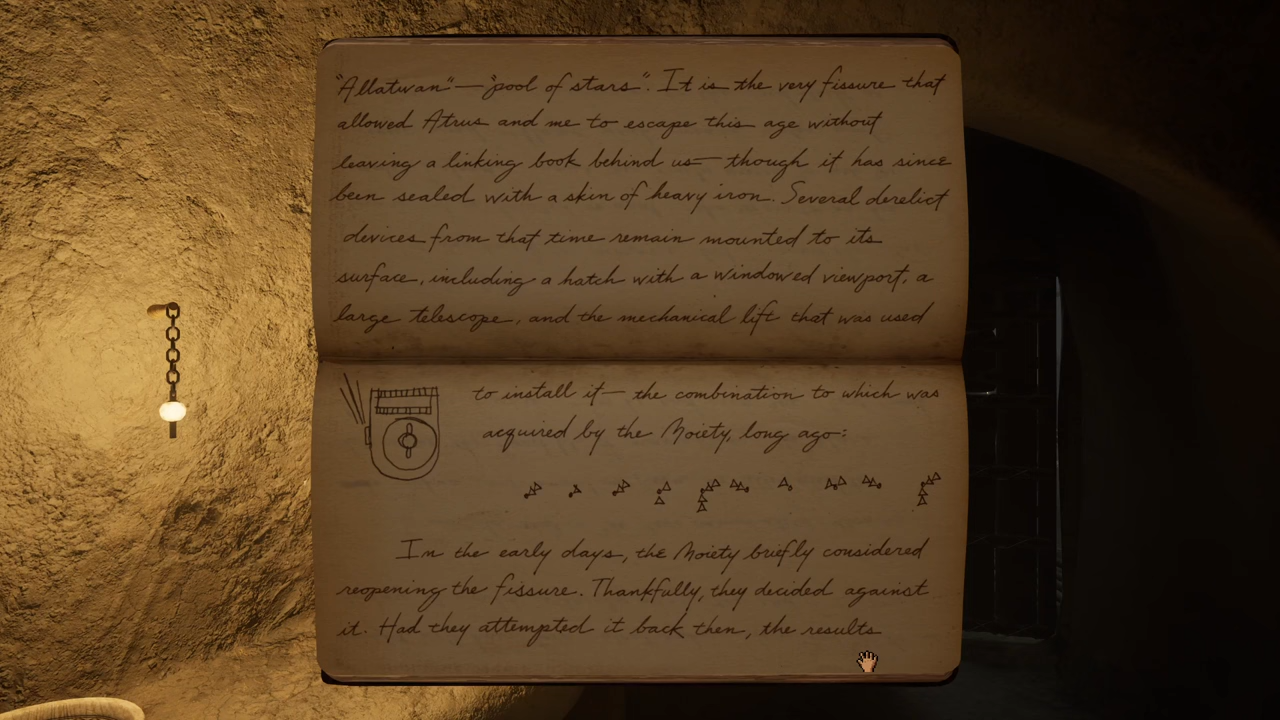 "Allatwan" — "pool of stars". It is the very fissure that
allowed Atrus and me to escape this age without
leaving a linking book behind us — though it has since
been sealed with a skin of heavy iron. Several derelict
devices from that time remain mounted to its
surface, including a hatch with a windowed viewport, a
large telescope, and the mechanical lift that was used
to install it — the combination to which was
acquired by the Moiety, long ago:
In the early days, the Moiety briefly considered
reopening the fissure. Thankfully, they decided against
it. Had they attempted it back then, the results